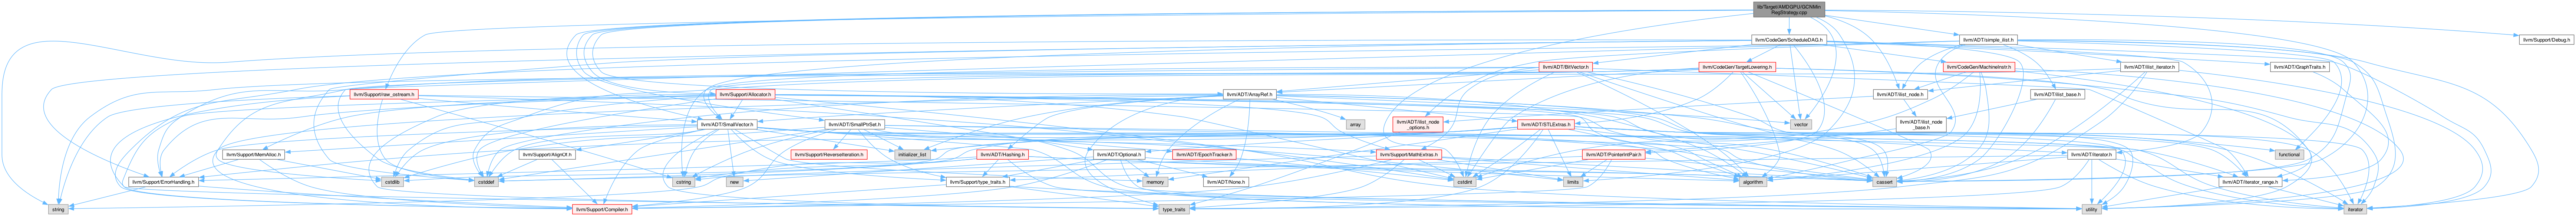 lib/Target/AMDGPU/GCNMin
RegStrategy.cpp
llvm/CodeGen/ScheduleDAG.h
llvm/ADT/simple_ilist.h
llvm/Support/Debug.h
llvm/ADT/BitVector.h
llvm/CodeGen/TargetLowering.h
llvm/CodeGen/MachineInstr.h
llvm/ADT/ilist_iterator.h
llvm/ADT/GraphTraits.h
llvm/Support/raw_ostream.h
llvm/Support/Allocator.h
llvm/ADT/ArrayRef.h
llvm/ADT/ilist_node.h
llvm/ADT/ilist_base.h
llvm/ADT/SmallVector.h
llvm/ADT/SmallPtrSet.h
array
llvm/ADT/ilist_node
_options.h
llvm/ADT/STLExtras.h
vector
llvm/ADT/ilist_node
_base.h
llvm/Support/MemAlloc.h
llvm/Support/AlignOf.h
llvm/Support/ReverseIteration.h
initializer_list
llvm/ADT/Hashing.h
llvm/ADT/Optional.h
llvm/ADT/EpochTracker.h
llvm/Support/MathExtras.h
llvm/ADT/PointerIntPair.h
llvm/ADT/iterator.h
functional
llvm/Support/ErrorHandling.h
cstdlib
cstddef
cstring
new
llvm/Support/type_traits.h
memory
llvm/ADT/None.h
cstdint
limits
algorithm
cassert
llvm/ADT/iterator_range.h
string
llvm/Support/Compiler.h
type_traits
utility
iterator